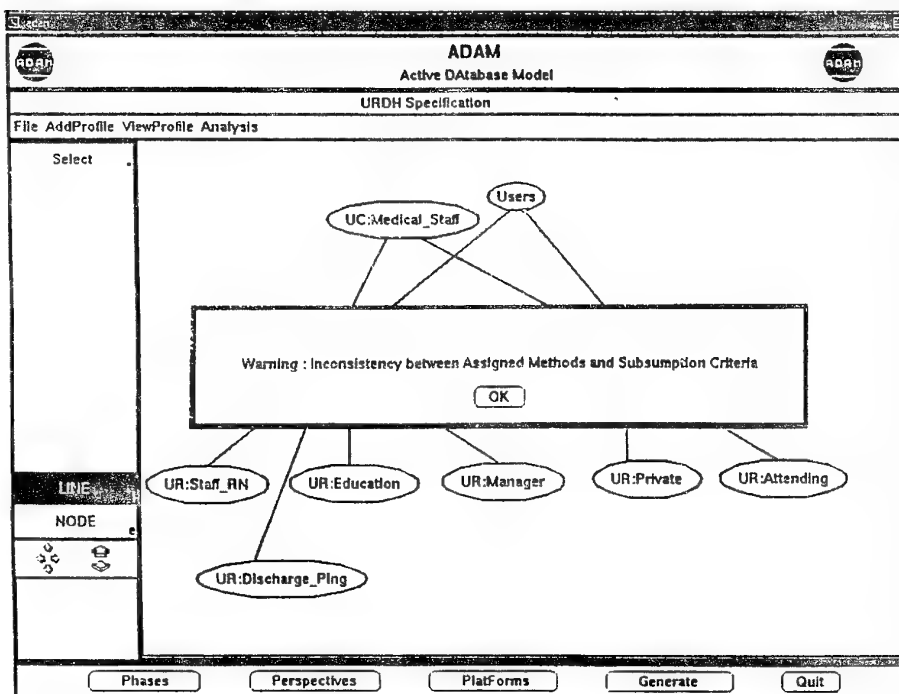 ADAM
ADAM
ADAM
Active DAtabase Model
URDH Specification
File AddProfile ViewProfile Analysis
Select
Users
UC:Medical_Staff
Warning : Inconsistency between Assigned Methods and Subsumption Criteria
OK
UR:Staff_RN
UR:Education
UR:Manager
UR:Private
UR:Attending
LINE
NODE
UR:Discharge_Plng
Phases
Perspectives
PlatForms
Generate
Quit